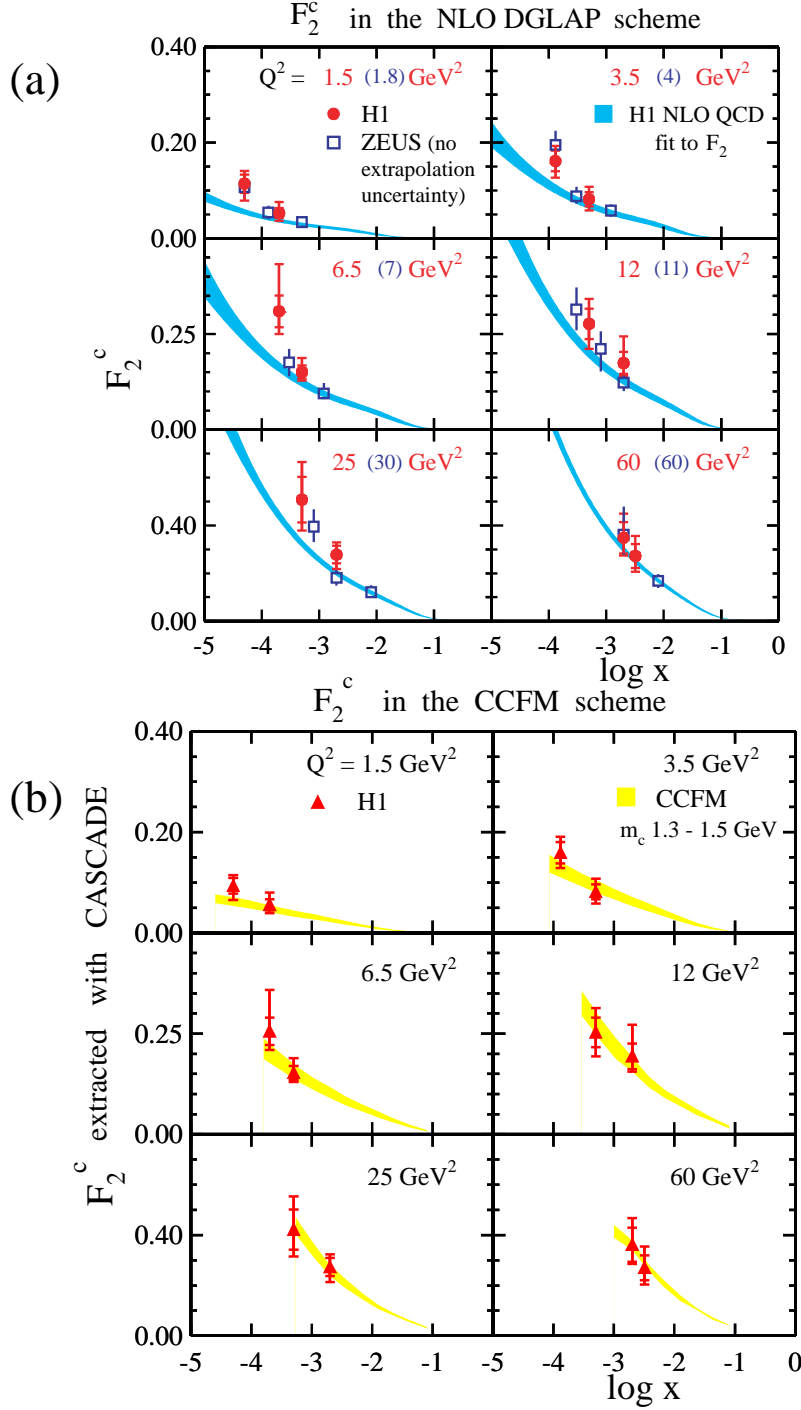 F₂ᶜ in the NLO DGLAP scheme
(a)
0.40
Q² = 1.5 (1.8) GeV²
3.5 (4) GeV²
H1
H1 NLO QCD
fit to F₂
ZEUS (no
extrapolation
uncertainty)
0.20
0.00
6.5 (7) GeV²
12 (11) GeV²
0.25
F₂ᶜ
0.00
25 (30) GeV²
60 (60) GeV²
0.40
0.00
-5 -4 -3 -2 -1 -5 -4 -3 -2 -1 0
log x
F₂ᶜ in the CCFM scheme
(b)
0.40
Q² = 1.5 GeV²
3.5 GeV²
H1
CCFM
m_c 1.3 - 1.5 GeV
0.20
0.00
6.5 GeV²
12 GeV²
0.25
F₂ᶜ extracted with CASCADE
0.00
25 GeV²
60 GeV²
0.40
0.00
-5 -4 -3 -2 -1 -5 -4 -3 -2 -1 0
log x